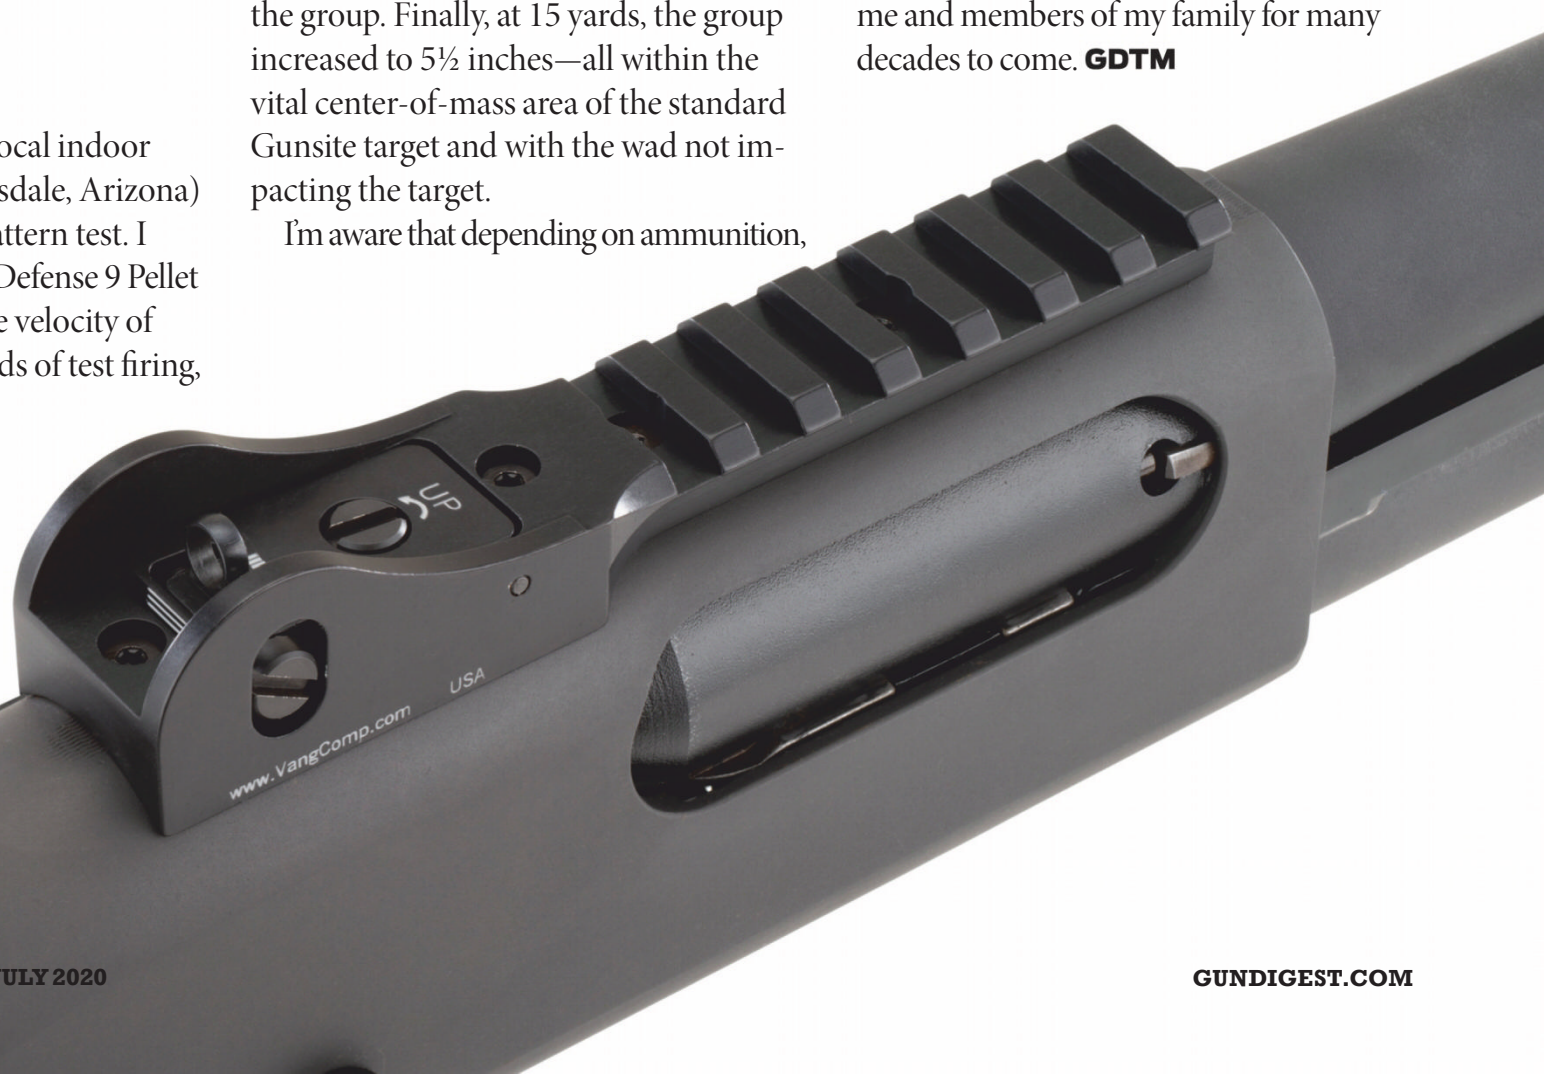 ocal indoor
sdale, Arizona)
attern test. I
Defense 9 Pellet
e velocity of
ds of test firing,
the group. Finally, at 15 yards, the group
increased to 5½ inches—all within the
vital center-of-mass area of the standard
Gunsite target and with the wad not im-
pacting the target.
I'm aware that depending on ammunition,
me and members of my family for many
decades to come. GDTM
UP
USA
www.VangComp.com
JULY 2020
GUNDIGEST.COM